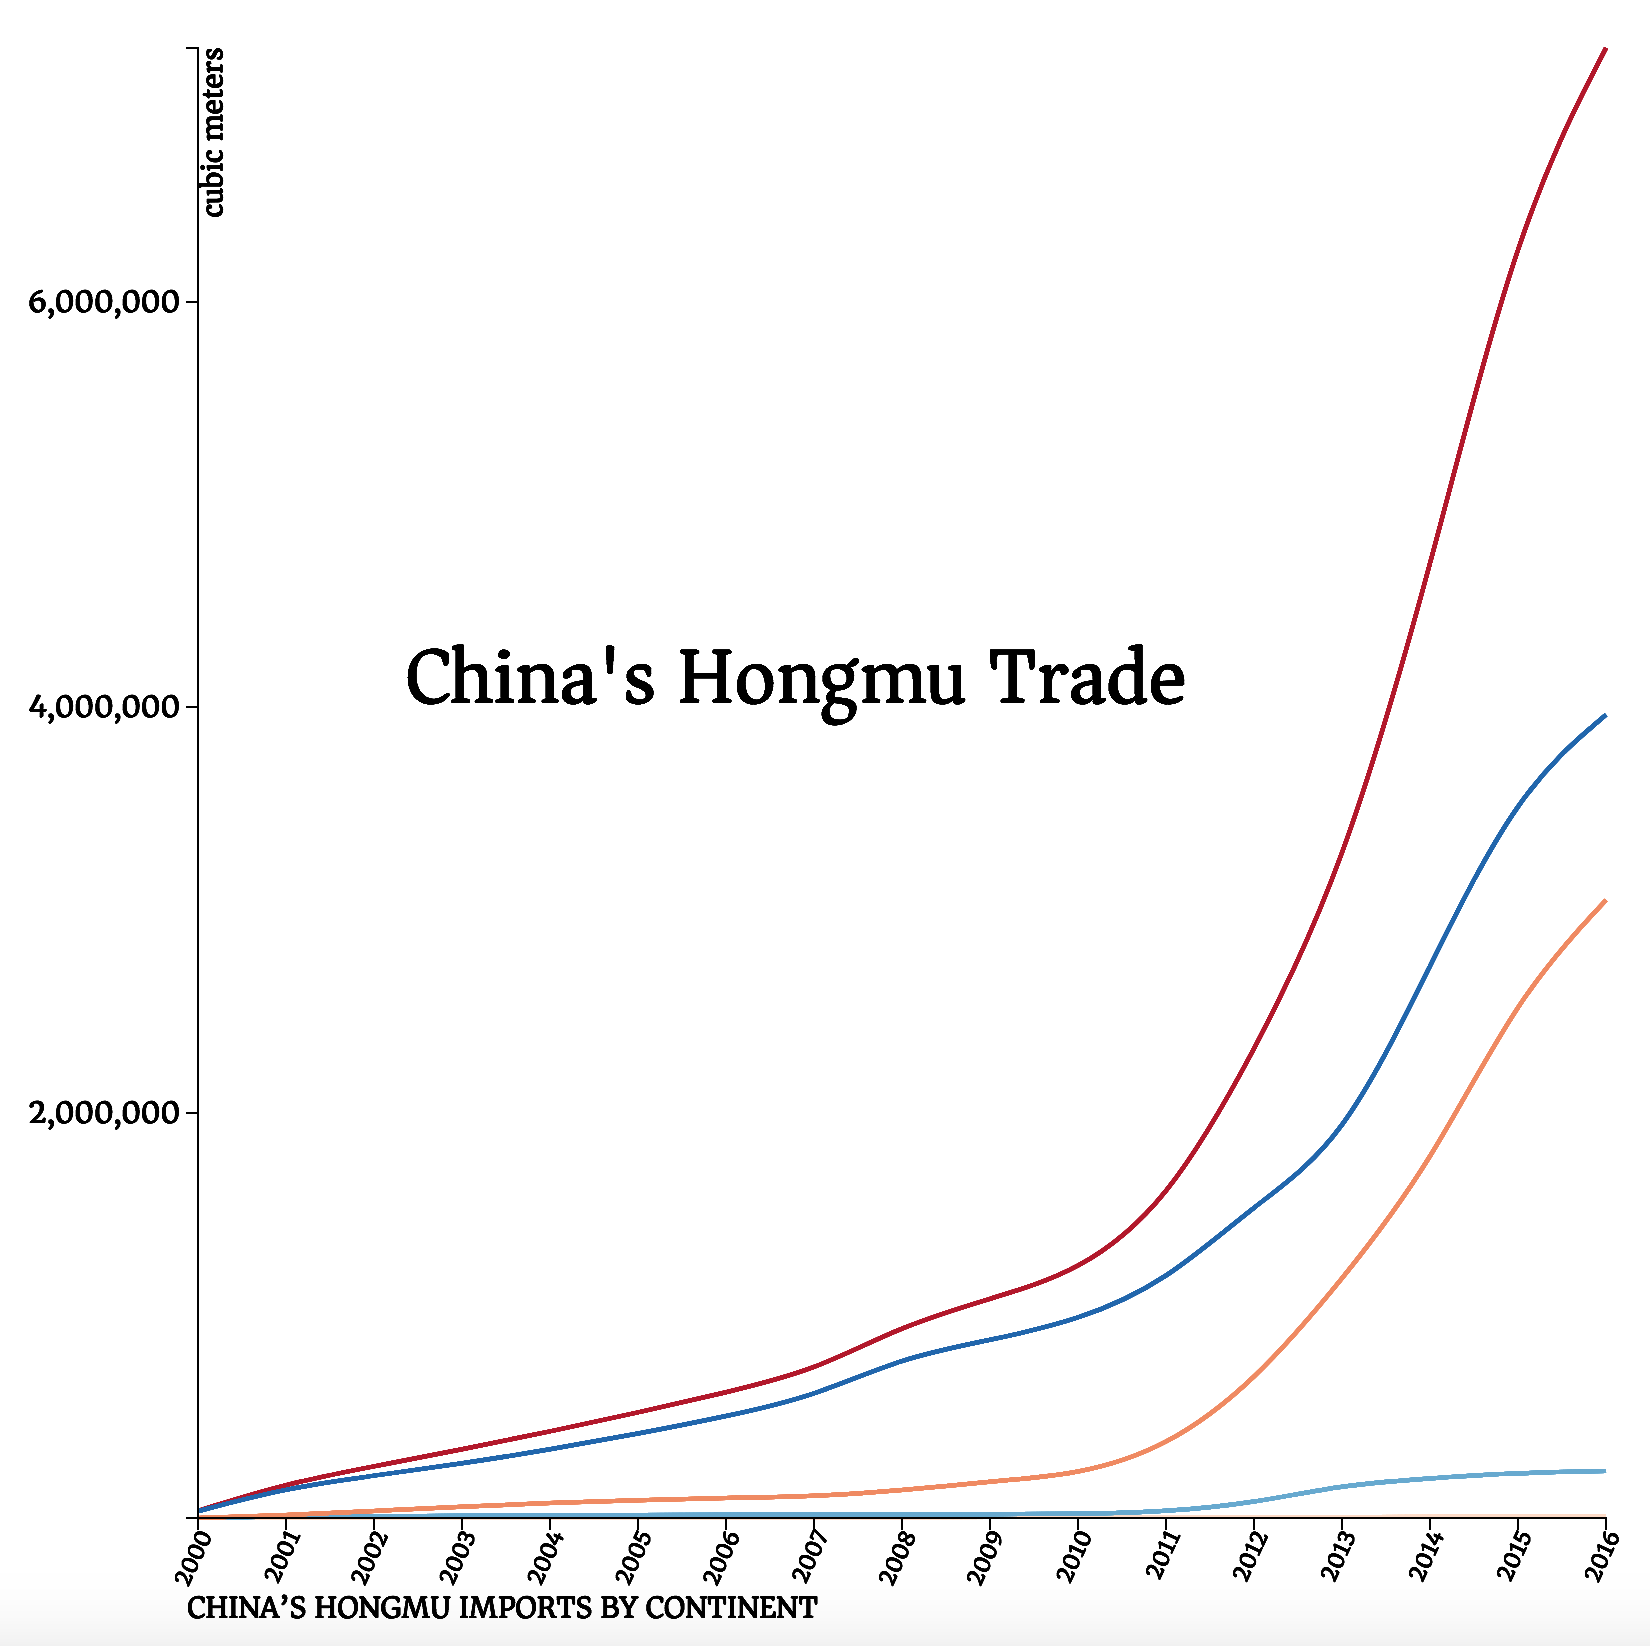 cubic meters
6,000,000
China's Hongmu Trade
4,000,000
2,000,000
2000 2001 2002 2003 2004 2005 2006 2007 2008 2009 2010 2011 2012 2013 2014 2015 2016
CHINA’S HONGMU IMPORTS BY CONTINENT